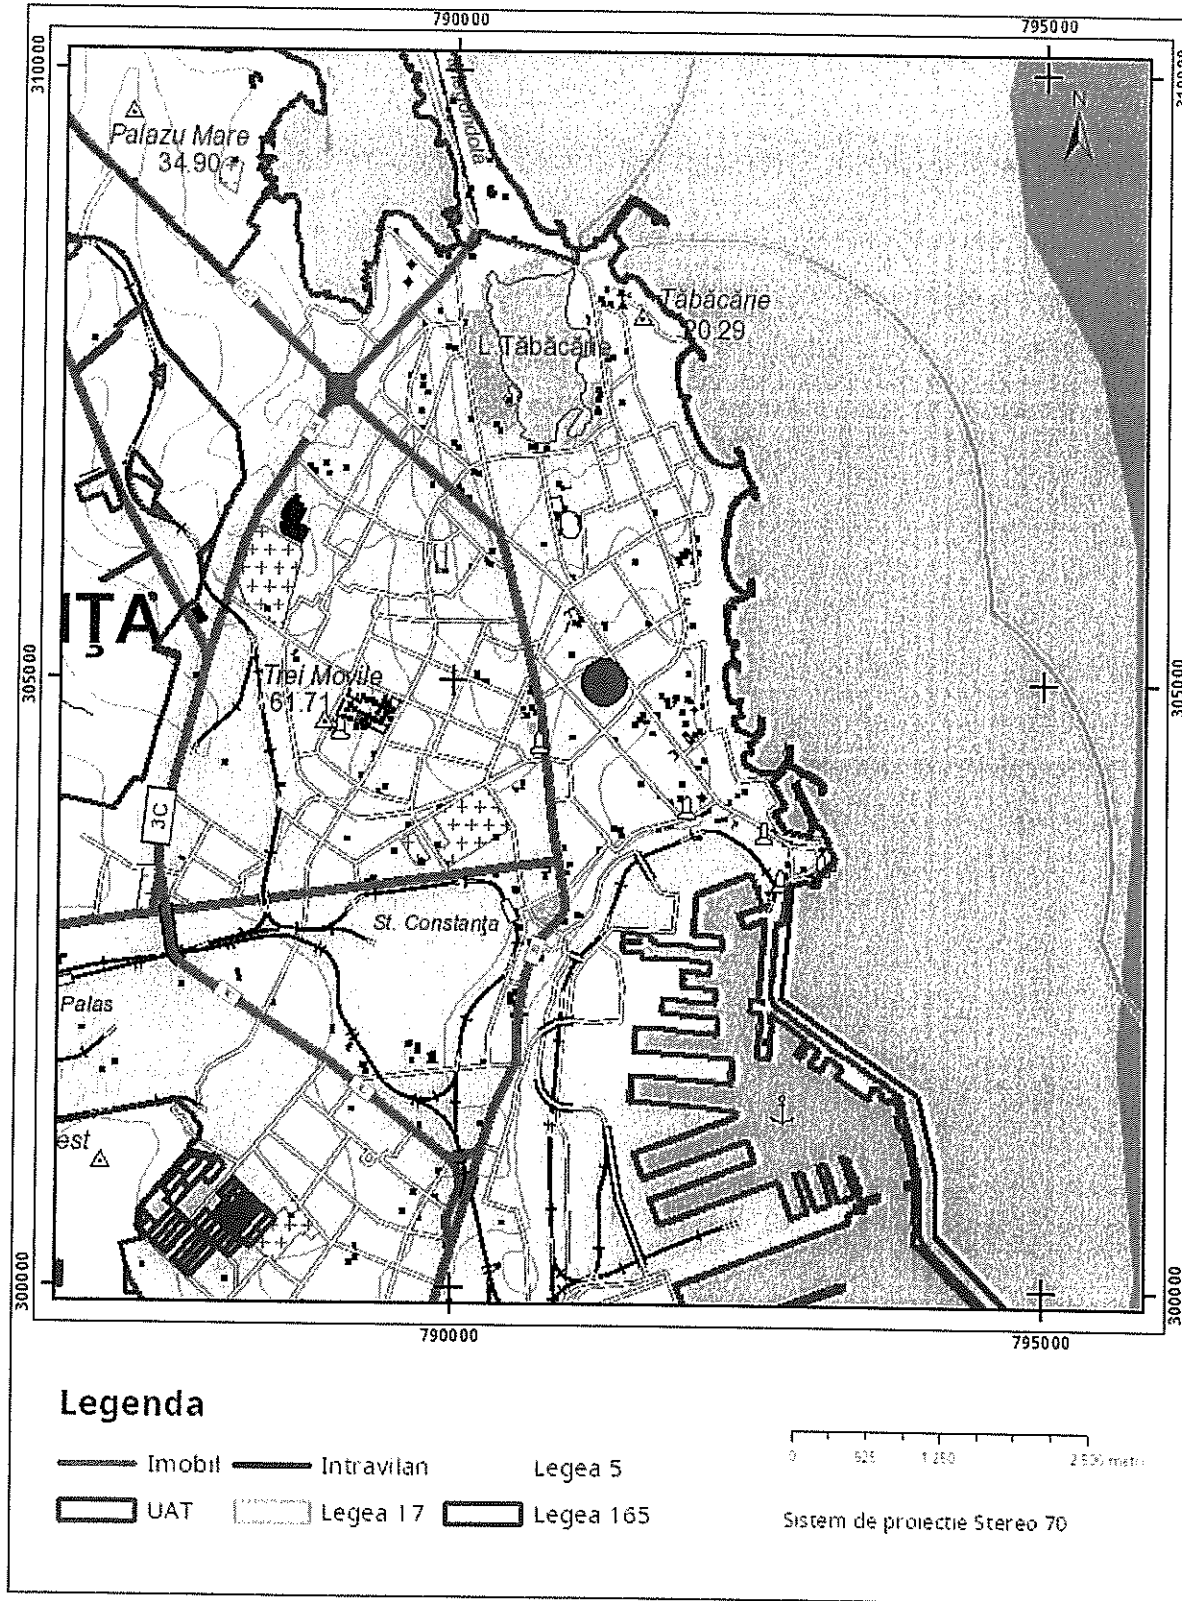 790000
795000
310000
310000
N
Palazu Mare
34.90
Tăbăcărie
20.29
L. Tăbăcărie
IȚA
305000
305000
Trei Movile
61.71
3C
St. Constanța
Palas
est
300000
300000
790000
795000
Legenda
Imobil
Intravilan
Legea 5
UAT
Legea 17
Legea 165
0 625 1 250 2 500 metri
Sistem de proiectie Stereo 70